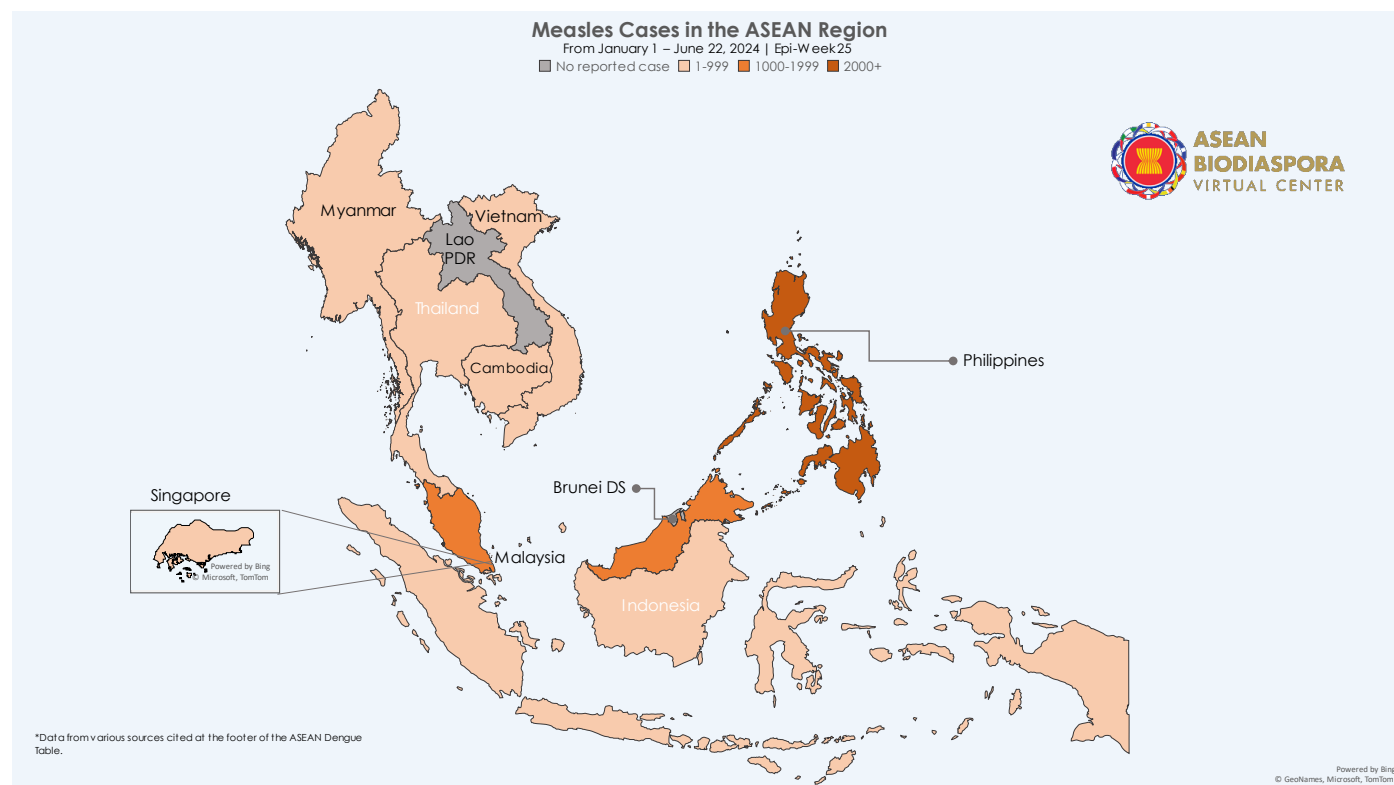 Measles Cases in the ASEAN Region
From January 1 – June 22, 2024 | Epi-Week25
No reported case 1-999 1000-1999 2000+
ASEAN
BIODIASPORA
VIRTUAL CENTER
Myanmar
Vietnam
Lao
PDR
Thailand
Cambodia
Philippines
Brunei DS
Singapore
Powered by Bing
© Microsoft, TomTom
Malaysia
Indonesia
*Data from various sources cited at the footer of the ASEAN Dengue
Table.
Powered by Bing
© GeoNames, Microsoft, TomTom